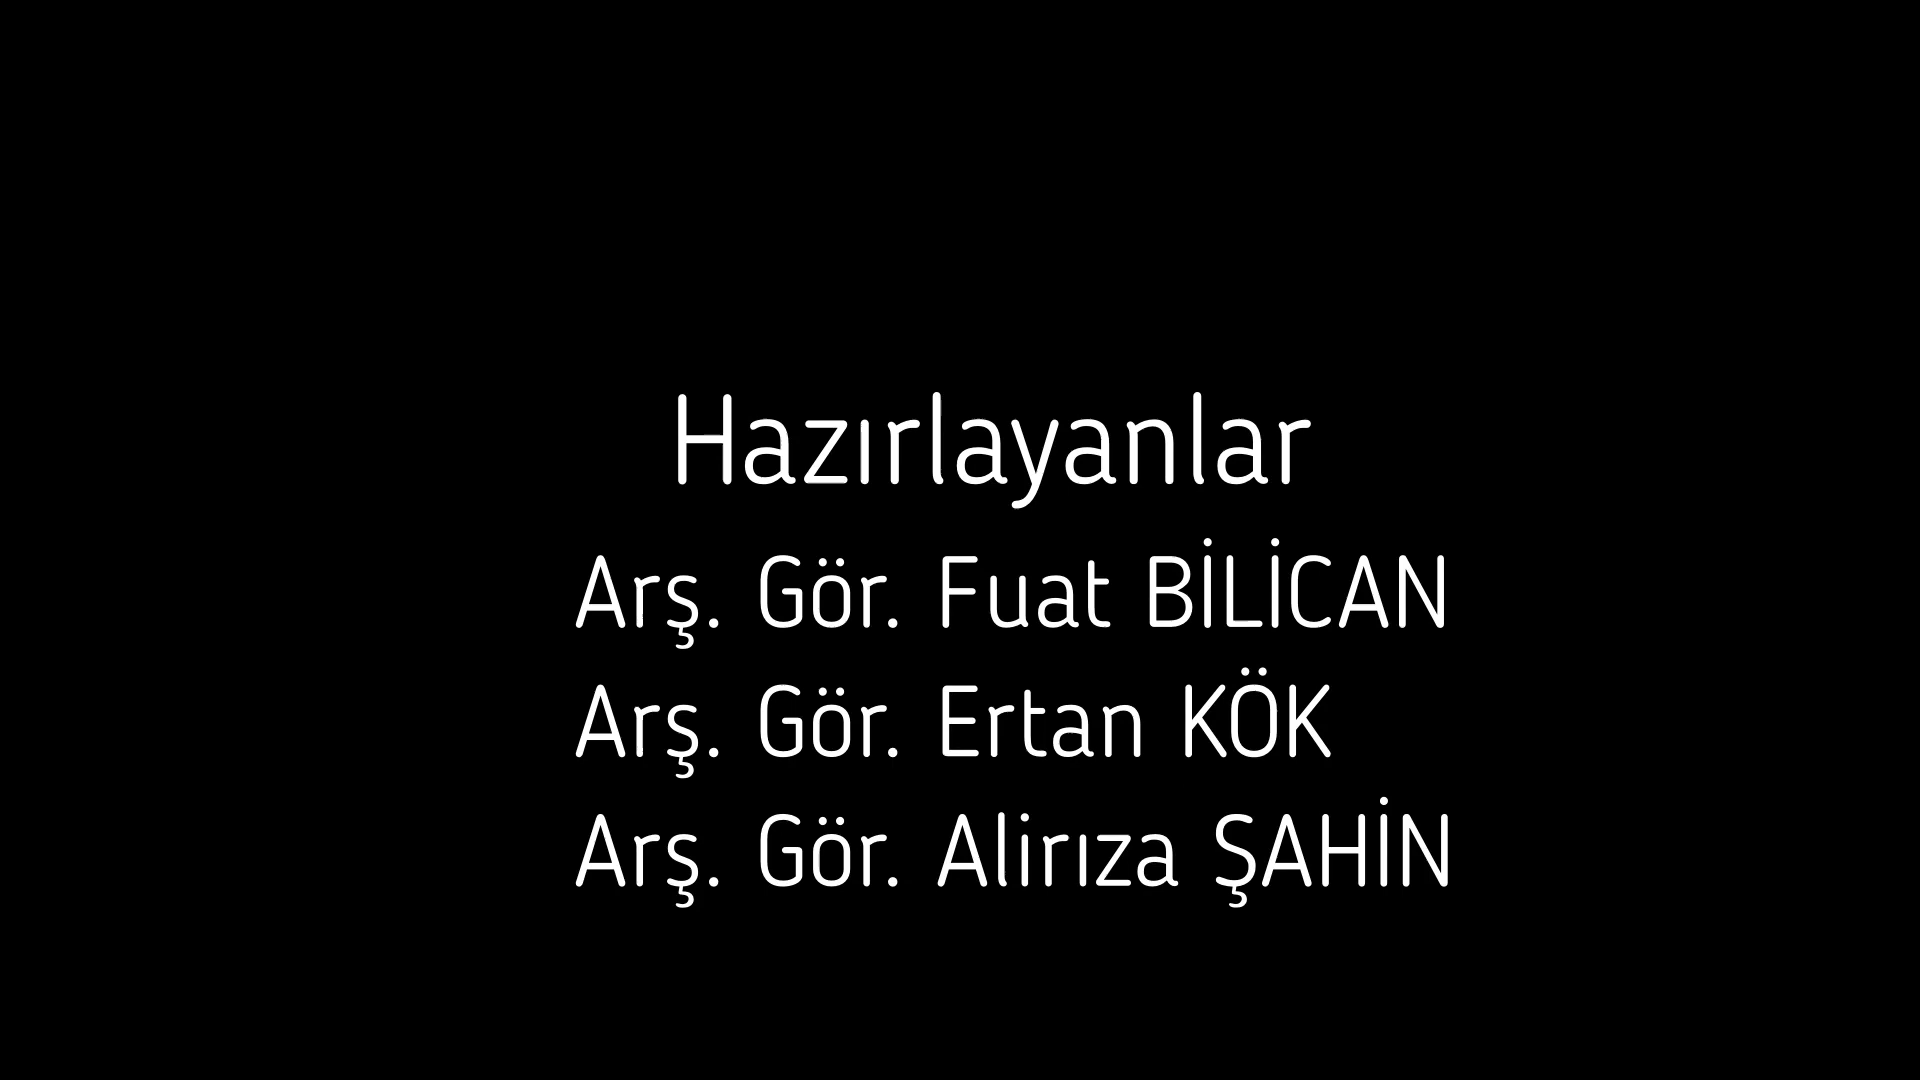 Hazırlayanlar
Arş. Gör. Fuat BİLİCAN
Arş. Gör. Ertan KÖK
Arş. Gör. Alirıza ŞAHİN